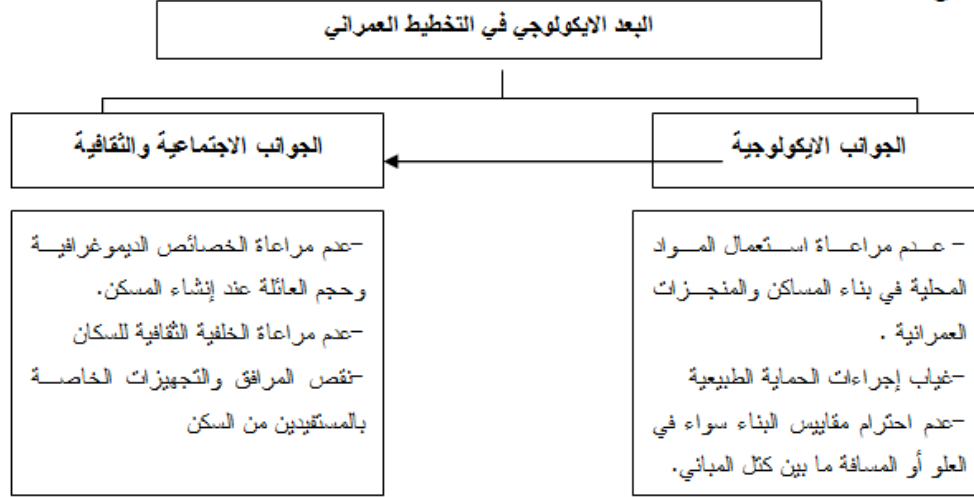 البعد الايكولوجي في التخطيط العمراني
الجوانب الايكولوجية
الجوانب الاجتماعية والثقافية
- عدم مراعاة استعمال المواد
المحلية في بناء المساكن والمنجزات
العمرانية .
-غياب إجراءات الحماية الطبيعية
-عدم احترام مقاييس البناء سواء في
العلو أو المسافة ما بين كتل المباني.
-عدم مراعاة الخصائص الديموغرافية
وحجم العائلة عند إنشاء المسكن.
-عدم مراعاة الخلفية الثقافية للسكان
-نقص المرافق والتجهيزات الخاصة
بالمستفيدين من السكن